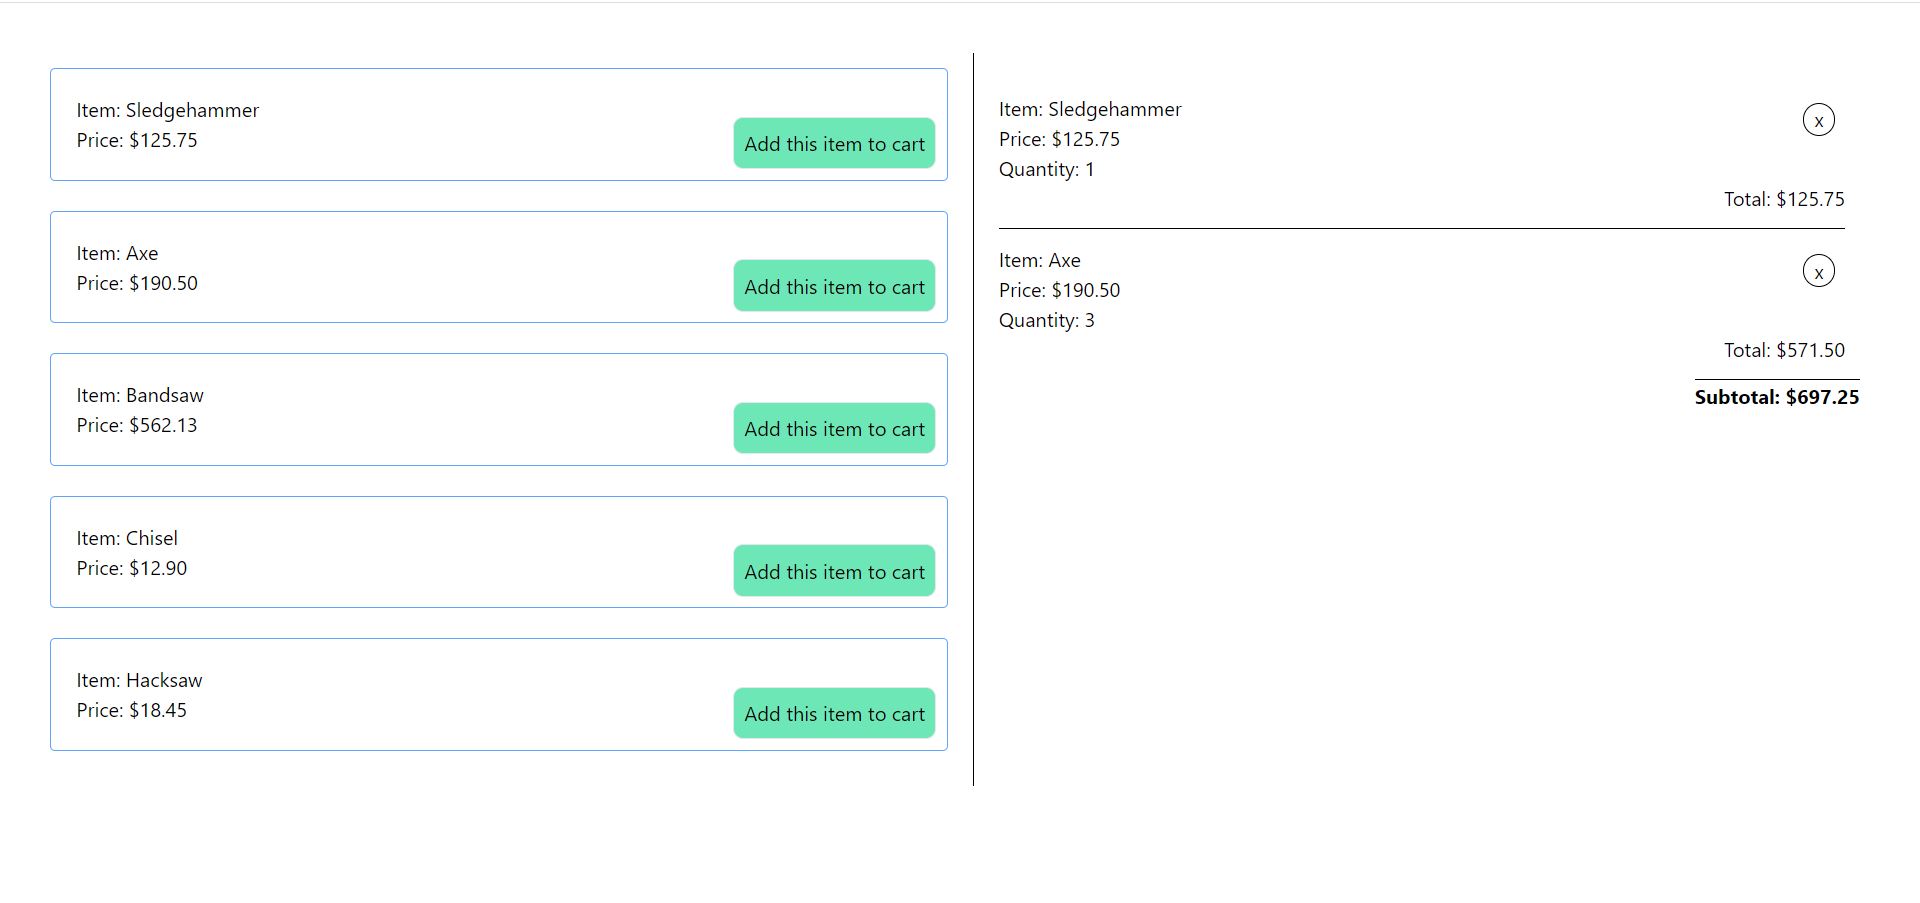 Item: Sledgehammer
Price: $125.75
Add this item to cart
Item: Axe
Price: $190.50
Add this item to cart
Item: Bandsaw
Price: $562.13
Add this item to cart
Item: Chisel
Price: $12.90
Add this item to cart
Item: Hacksaw
Price: $18.45
Add this item to cart
Item: Sledgehammer
x
Price: $125.75
Quantity: 1
Total: $125.75
Item: Axe
x
Price: $190.50
Quantity: 3
Total: $571.50
Subtotal: $697.25